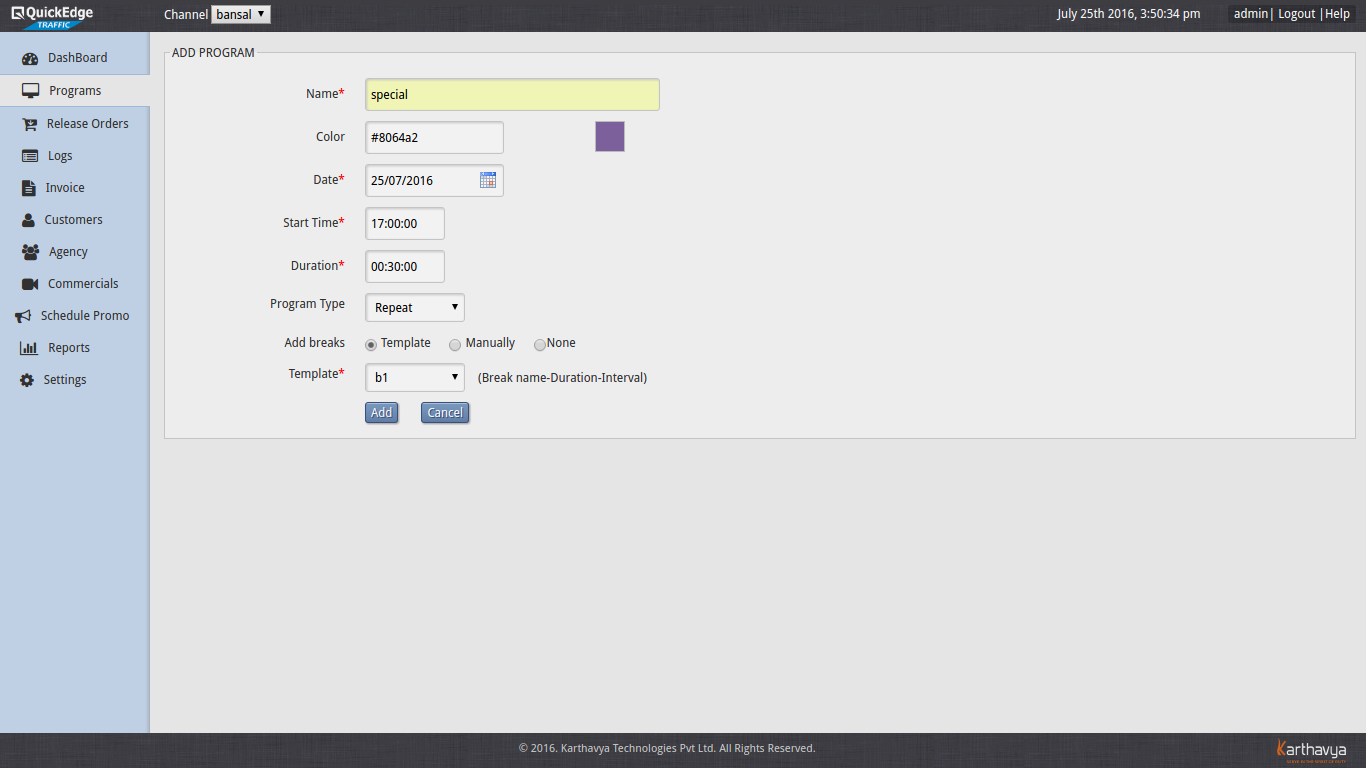 QuickEdge
TRAFFIC
Channel bansal
July 25th 2016, 3:50:34 pm
admin| Logout |Help
DashBoard
Programs
Release Orders
Logs
Invoice
Customers
Agency
Commercials
Schedule Promo
Reports
Settings
ADD PROGRAM
Name* special
Color #8064a2
Date* 25/07/2016
Start Time* 17:00:00
Duration* 00:30:00
Program Type Repeat
Add breaks Template Manually None
Template* b1 (Break name-Duration-Interval)
Add Cancel
© 2016. Karthavya Technologies Pvt Ltd. All Rights Reserved.
Karthavya